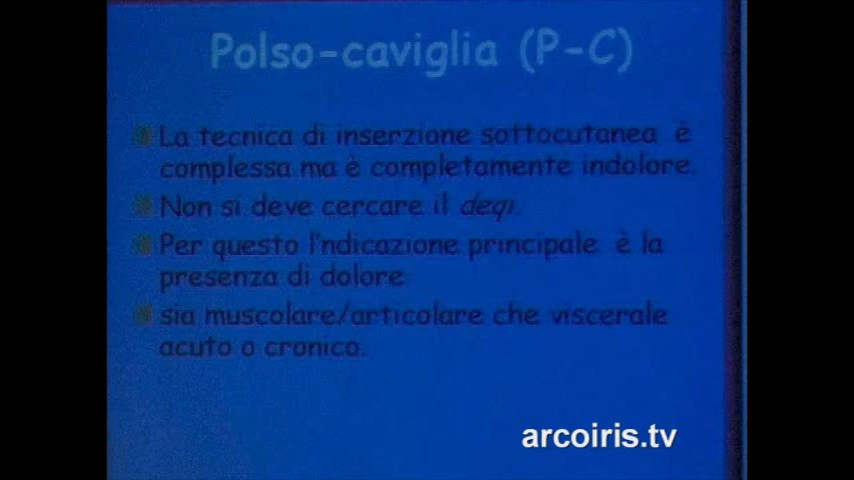 Polso-caviglia (P-C)
La tecnica di inserzione sottocutanea è
complessa ma è completamente indolore.
Non si deve cercare il deqi.
Per questo l'ndicazione principale è la
presenza di dolore
sia muscolare/articolare che viscerale
acuto o cronico.
arcoiris.tv